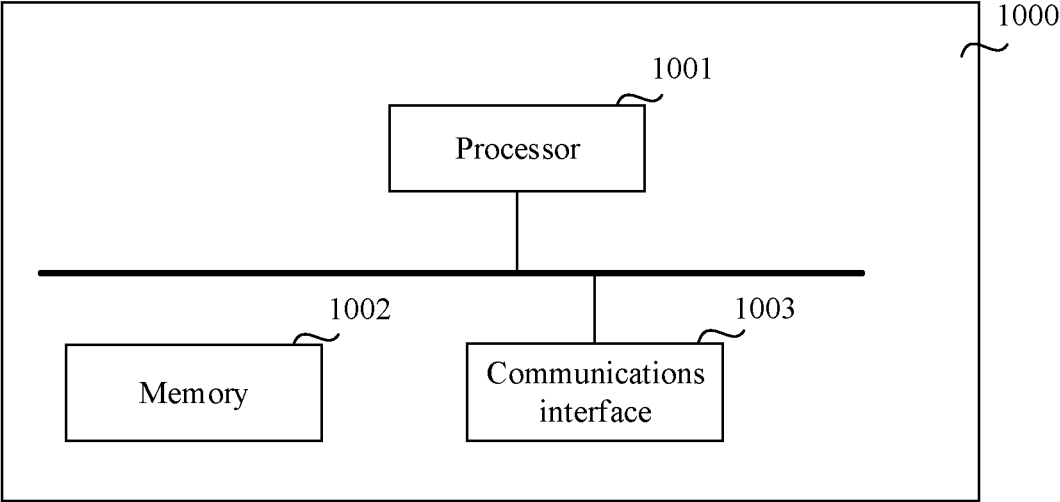 1000
1001
Processor
1002
1003
Memory
Communications
interface